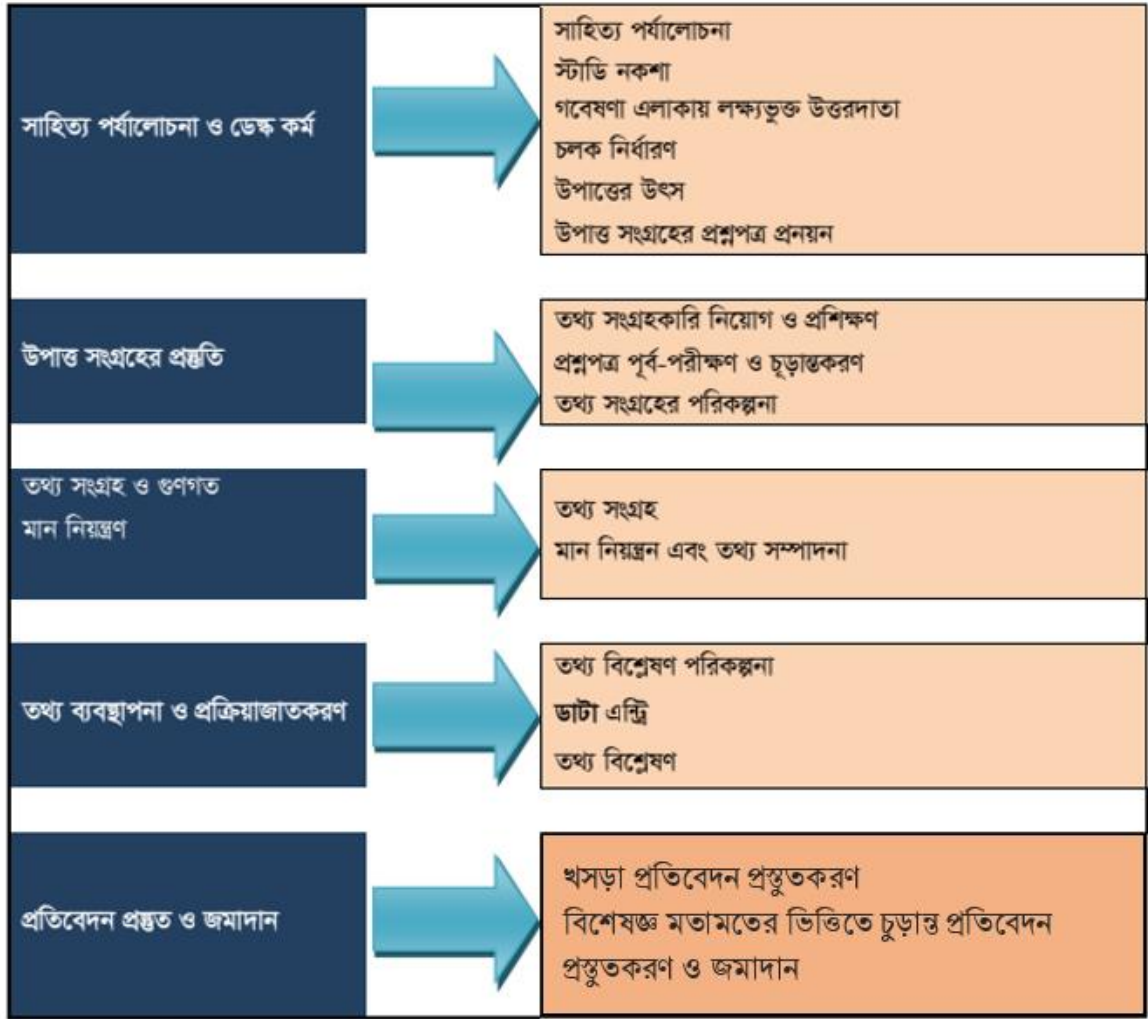 সাহিত্য পর্যালোচনা ও ডেস্ক কর্ম
সাহিত্য পর্যালোচনা
স্টাডি নকশা
গবেষণা এলাকায় লক্ষ্যভুক্ত উত্তরদাতা
চলক নির্ধারণ
উপাত্তের উৎস
উপাত্ত সংগ্রহের প্রশ্নপত্র প্রনয়ন
উপাত্ত সংগ্রহের প্রস্তুতি
তথ্য সংগ্রহকারি নিয়োগ ও প্রশিক্ষণ
প্রশ্নপত্র পূর্ব-পরীক্ষণ ও চূড়ান্তকরণ
তথ্য সংগ্রহের পরিকল্পনা
তথ্য সংগ্রহ ও গুণগত
মান নিয়ন্ত্রণ
তথ্য সংগ্রহ
মান নিয়ন্ত্রন এবং তথ্য সম্পাদনা
তথ্য ব্যবস্থাপনা ও প্রক্রিয়াজাতকরণ
তথ্য বিশ্লেষণ পরিকল্পনা
ডাটা এন্ট্রি
তথ্য বিশ্লেষণ
প্রতিবেদন প্রস্তুত ও জমাদান
খসড়া প্রতিবেদন প্রস্তুতকরণ
বিশেষজ্ঞ মতামতের ভিত্তিতে চুড়ান্ত প্রতিবেদন
প্রস্তুতকরণ ও জমাদান